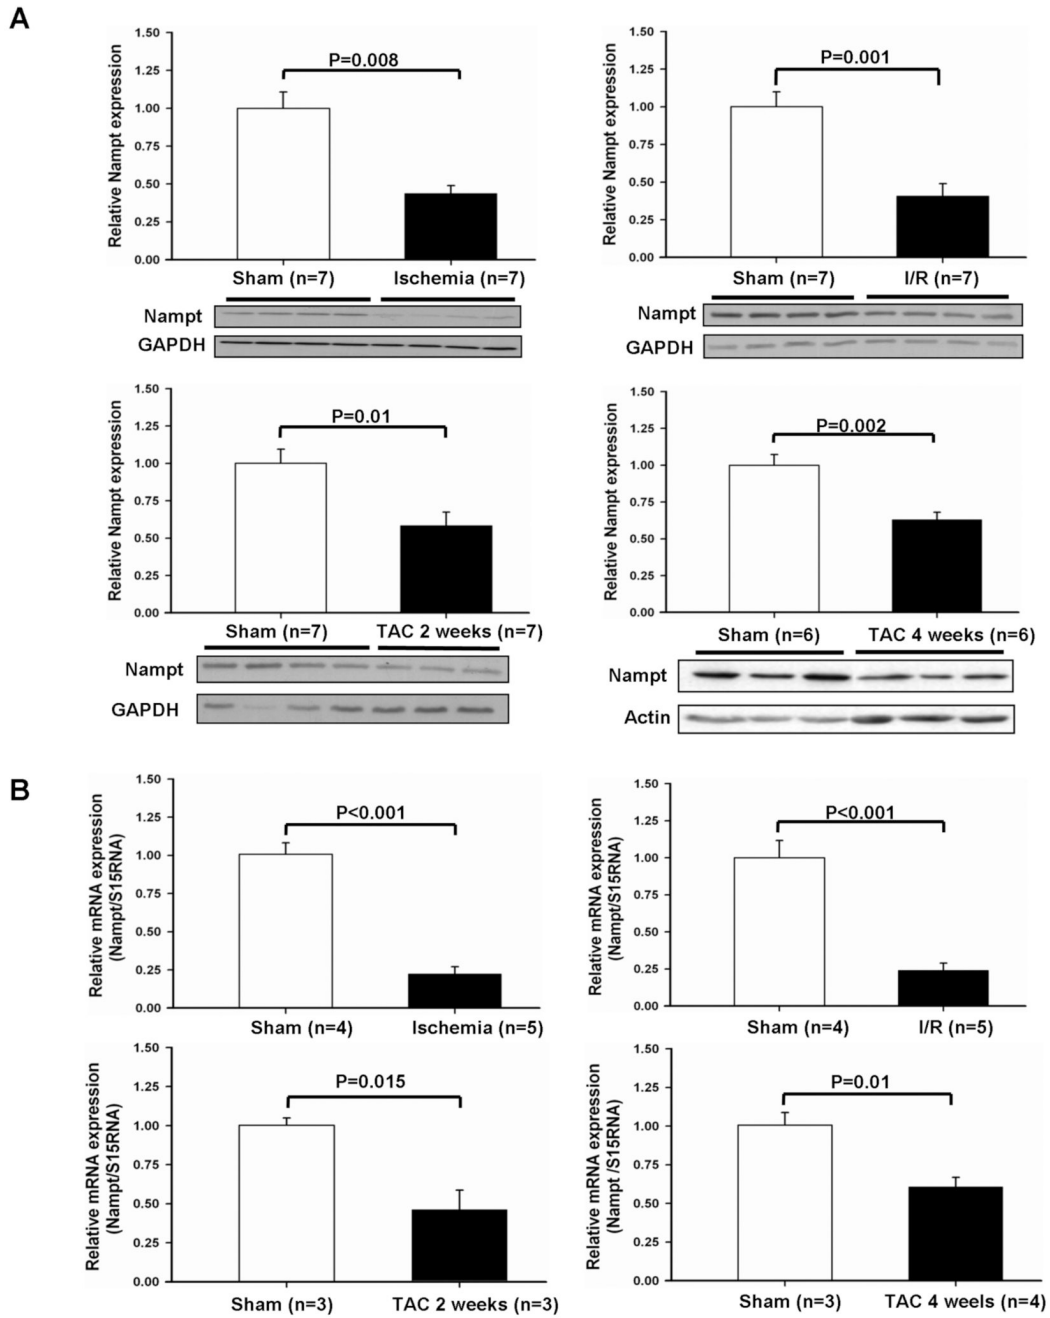 A
Relative Nampt expression
1.50
1.25
1.00
0.75
0.50
0.25
0.00
P=0.008
Sham (n=7)
Ischemia (n=7)
Nampt
GAPDH
Relative Nampt expression
1.50
1.25
1.00
0.75
0.50
0.25
0.00
P=0.001
Sham (n=7)
I/R (n=7)
Nampt
GAPDH
Relative Nampt expression
1.50
1.25
1.00
0.75
0.50
0.25
0.00
P=0.01
Sham (n=7)
TAC 2 weeks (n=7)
Nampt
GAPDH
Relative Nampt expression
1.50
1.25
1.00
0.75
0.50
0.25
0.00
P=0.002
Sham (n=6)
TAC 4 weeks (n=6)
Nampt
Actin
B
Relative mRNA expression
(Nampt/S15RNA)
1.50
1.25
1.00
0.75
0.50
0.25
0.00
P<0.001
Sham (n=4)
Ischemia (n=5)
Relative mRNA expression
(Nampt/S15RNA)
1.50
1.25
1.00
0.75
0.50
0.25
0.00
P<0.001
Sham (n=4)
I/R (n=5)
Relative mRNA expression
(Nampt/S15RNA)
1.50
1.25
1.00
0.75
0.50
0.25
0.00
P=0.015
Sham (n=3)
TAC 2 weeks (n=3)
Relative mRNA expression
(Nampt /S15RNA)
1.50
1.25
1.00
0.75
0.50
0.25
0.00
P=0.01
Sham (n=3)
TAC 4 weels (n=4)